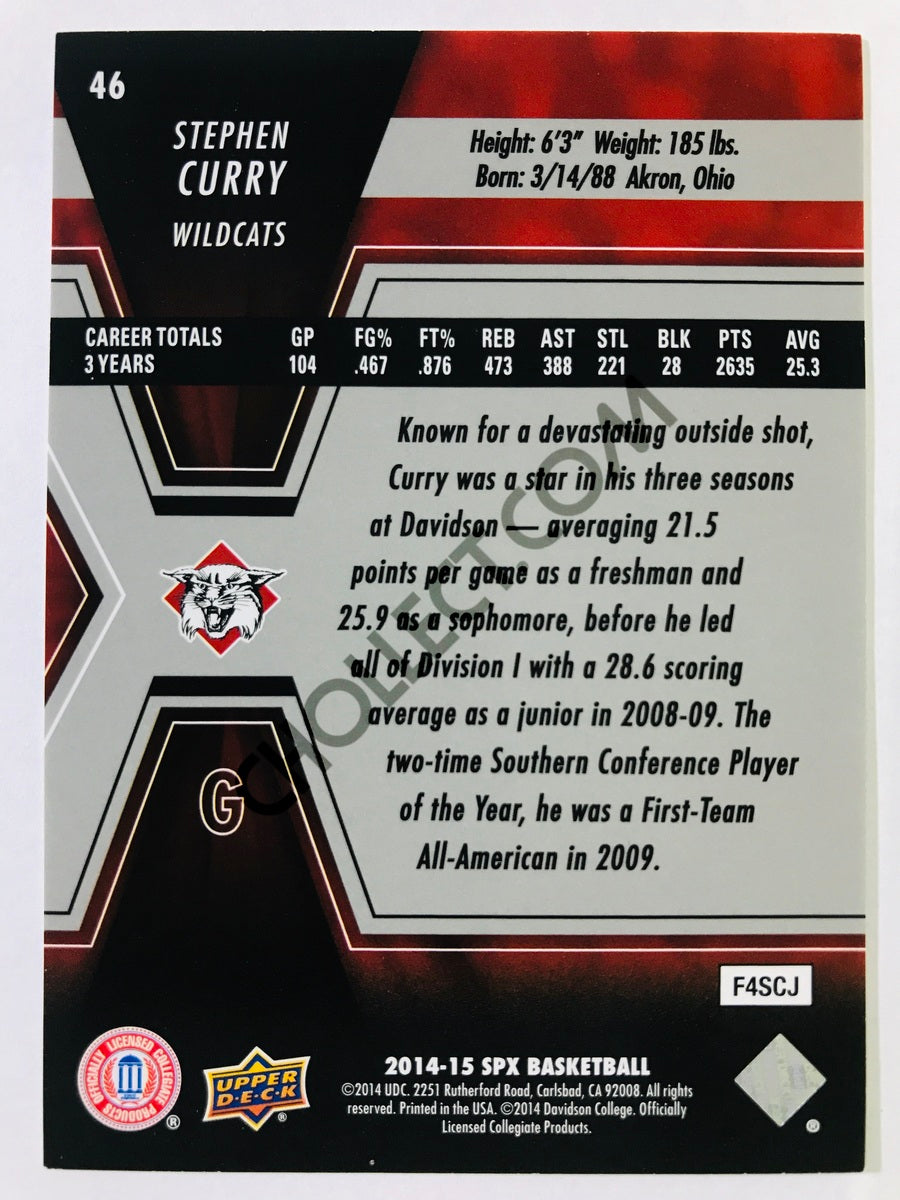 46
STEPHEN
CURRY
WILDCATS
Height: 6'3" Weight: 185 lbs.
Born: 3/14/88 Akron, Ohio
CAREER TOTALS GP FG% FT% REB AST STL BLK PTS AVG
3 YEARS 104 .467 .876 473 388 221 28 2635 25.3
Known for a devastating outside shot,
Curry was a star in his three seasons
at Davidson — averaging 21.5
points per game as a freshman and
25.9 as a sophomore, before he led
all of Division I with a 28.6 scoring
average as a junior in 2008-09. The
two-time Southern Conference Player
of the Year, he was a First-Team
All-American in 2009.
CHOLLECT.COM
G
F4SCJ
OFFICIALLY LICENSED COLLEGIATE PRODUCTS
®
UPPER
D·E·C·K
®
2014-15 SPX BASKETBALL
©2014 UDC. 2251 Rutherford Road, Carlsbad, CA 92008. All rights
reserved. Printed in the USA. ©2014 Davidson College. Officially
Licensed Collegiate Products.
®